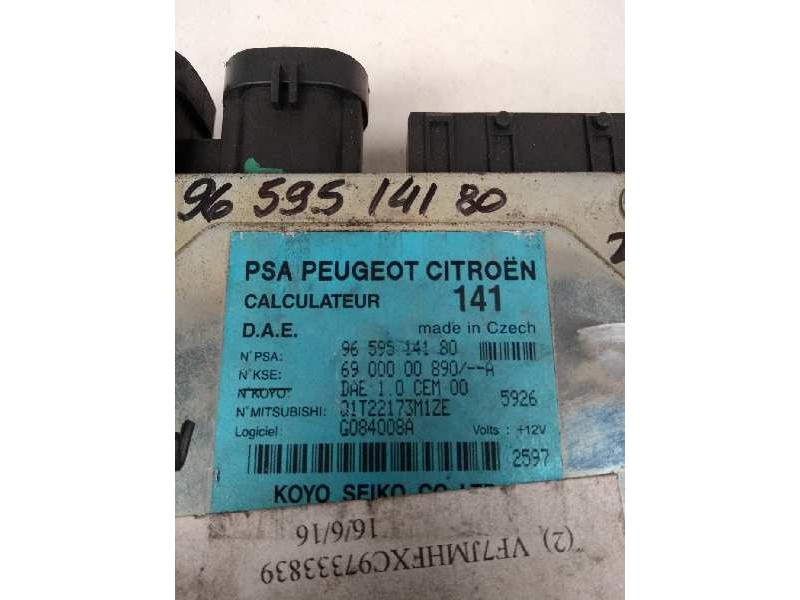 96 595 141 80
PSA PEUGEOT CITROËN
CALCULATEUR 141
D.A.E. made in Czech
N°PSA: 96 595 141 80
N°KSE: 69 000 00 890/--A
N°KOYO: DAE 1.0 CEM 00
N°MITSUBISHI: Q1T22173M1ZE 5926
Logiciel: G084008A Volts : +12V
2597
KOYO SEIKO CO LTD
(2) VF7JMHFXC97333839
16/6/16